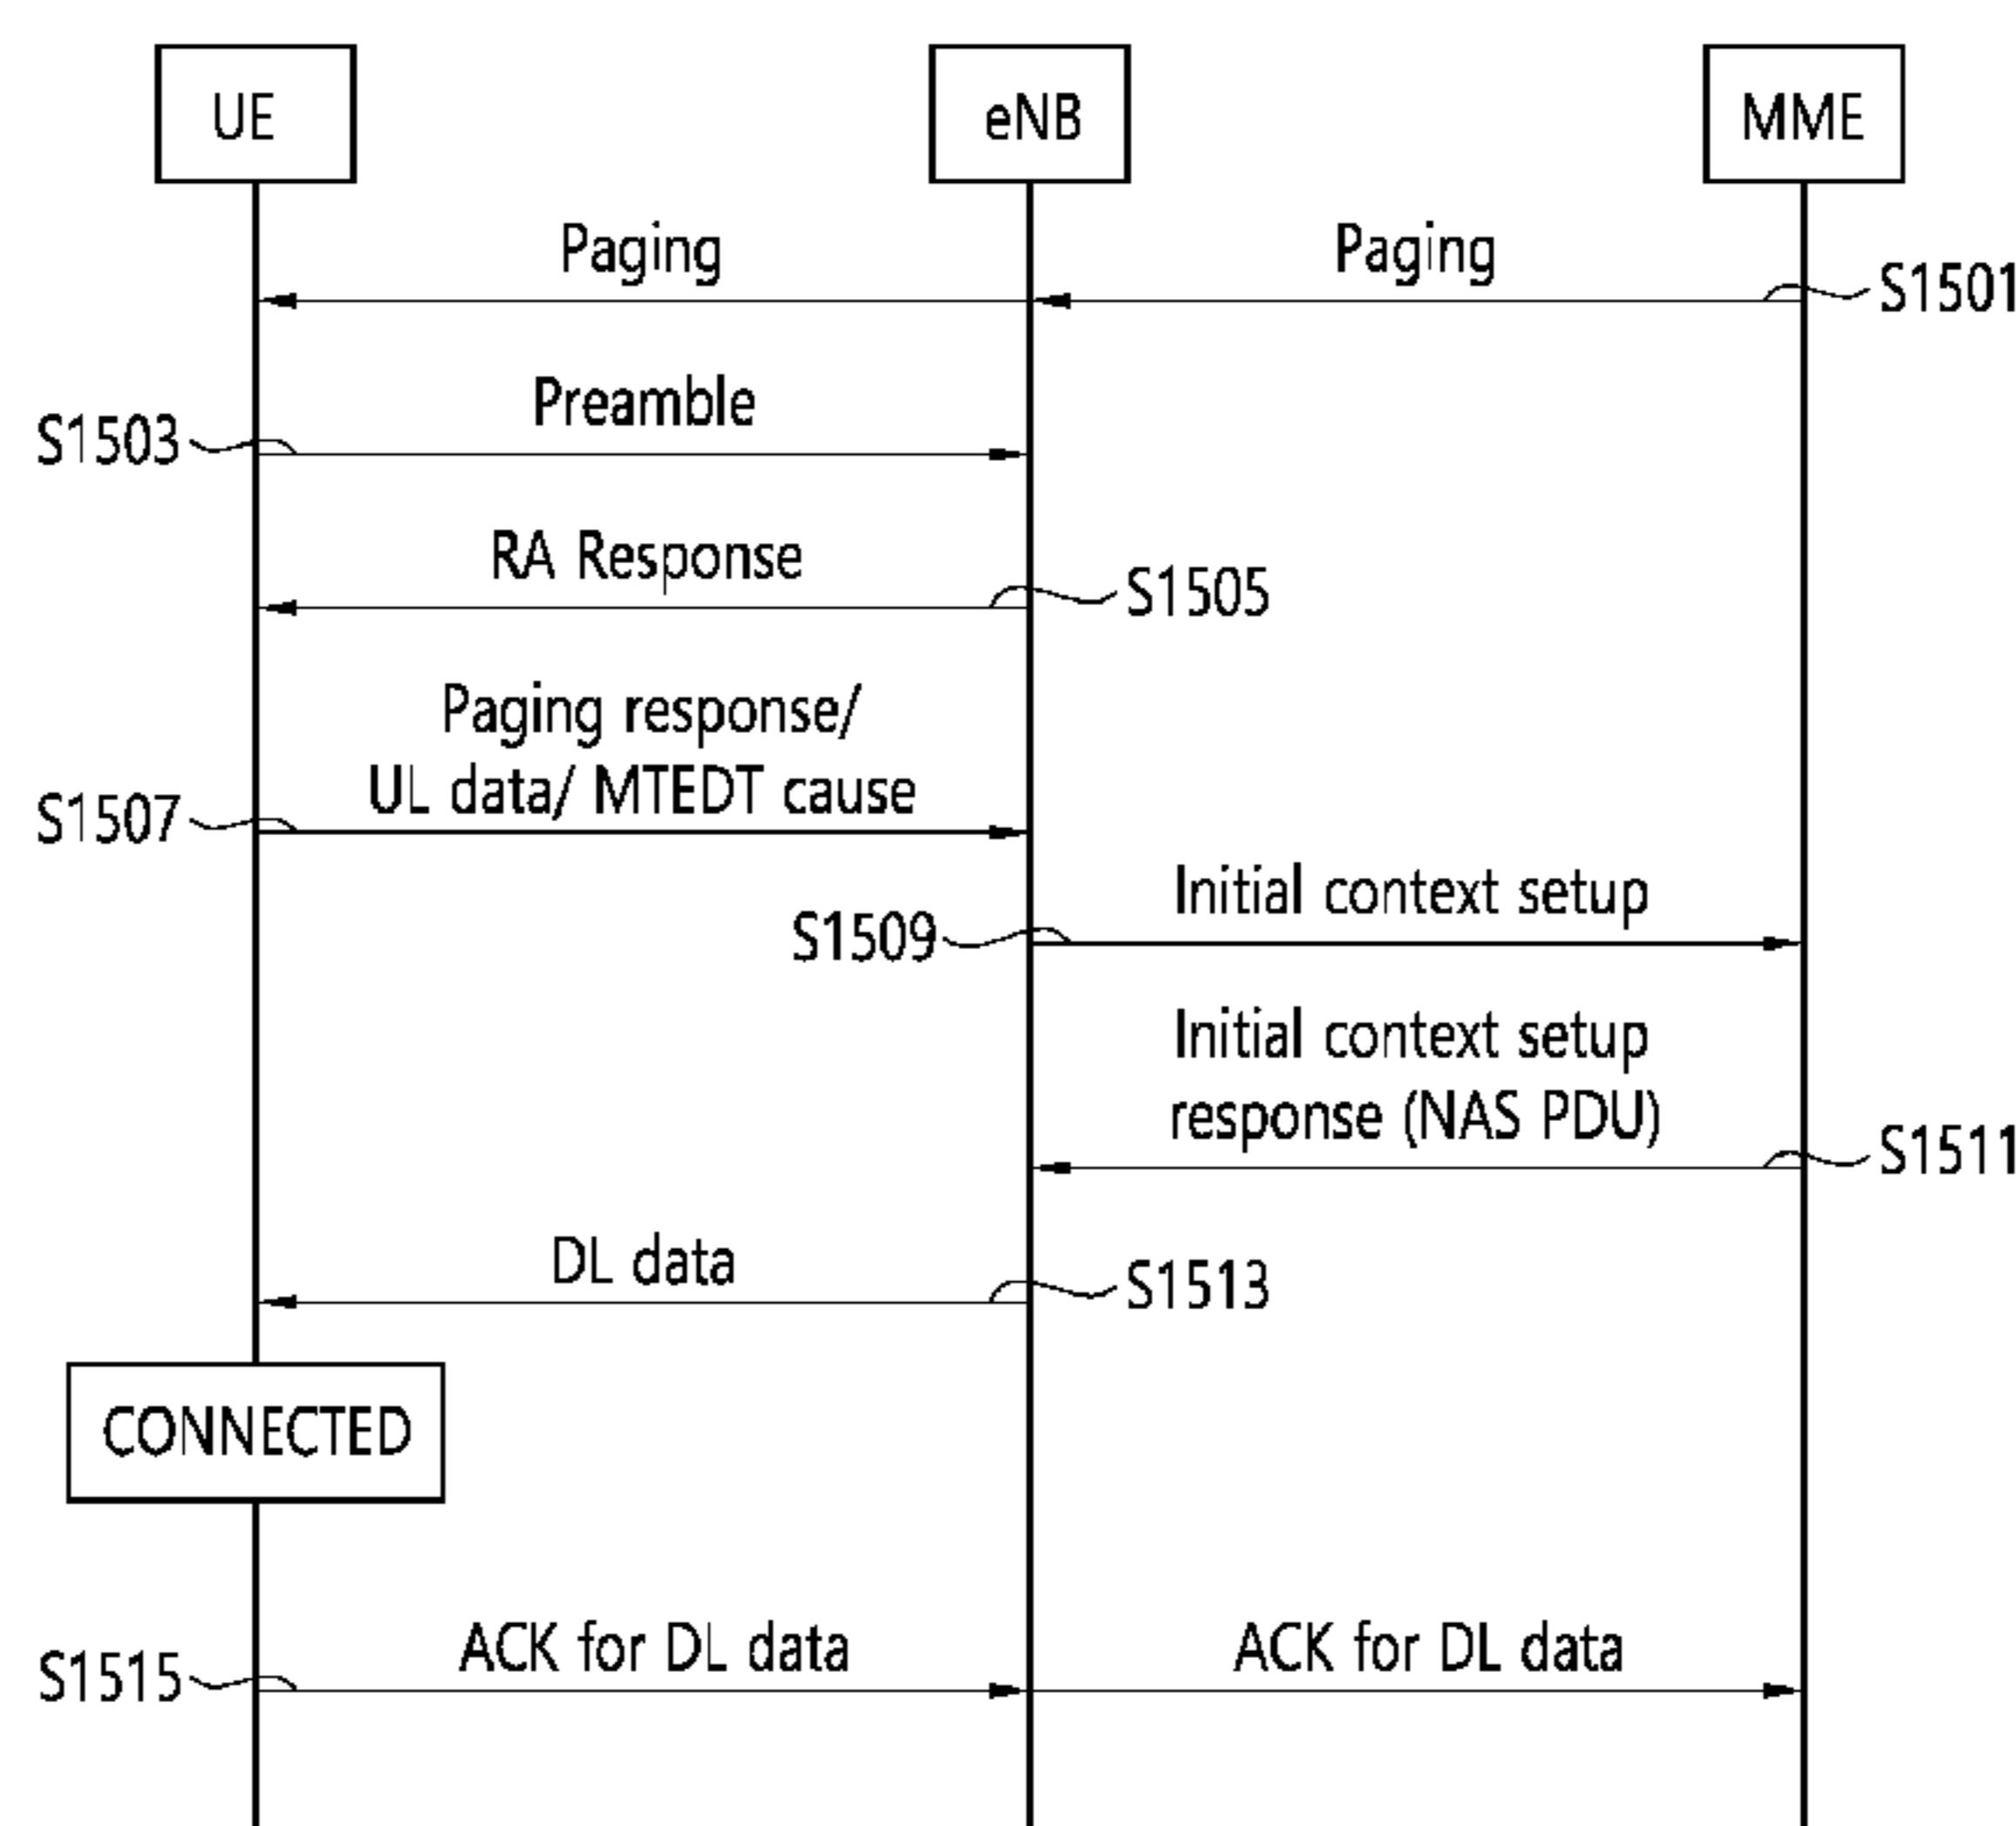 UE
eNB
MME
Paging
Paging
S1501
Preamble
S1503
RA Response
S1505
Paging response/
UL data/ MTEDT cause
S1507
Initial context setup
S1509
Initial context setup
response (NAS PDU)
S1511
DL data
S1513
CONNECTED
ACK for DL data
ACK for DL data
S1515